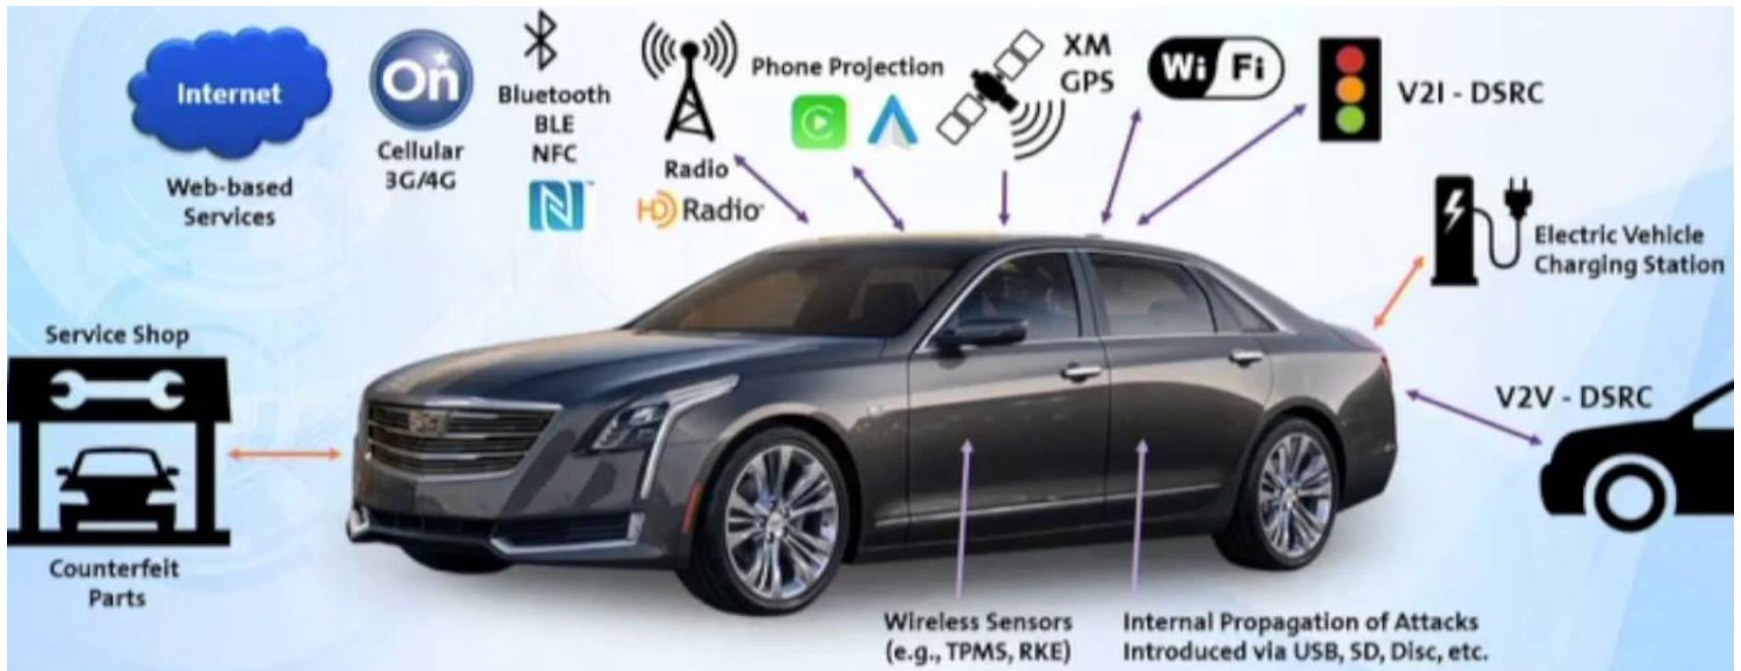 Internet
Web-based
Services
On
Cellular
3G/4G
Bluetooth
BLE
NFC
N
Radio
HD Radio
Phone Projection
XM
GPS
Wi Fi
V2I - DSRC
Electric Vehicle
Charging Station
V2V - DSRC
Service Shop
Counterfeit
Parts
Wireless Sensors
(e.g., TPMS, RKE)
Internal Propagation of Attacks
Introduced via USB, SD, Disc, etc.